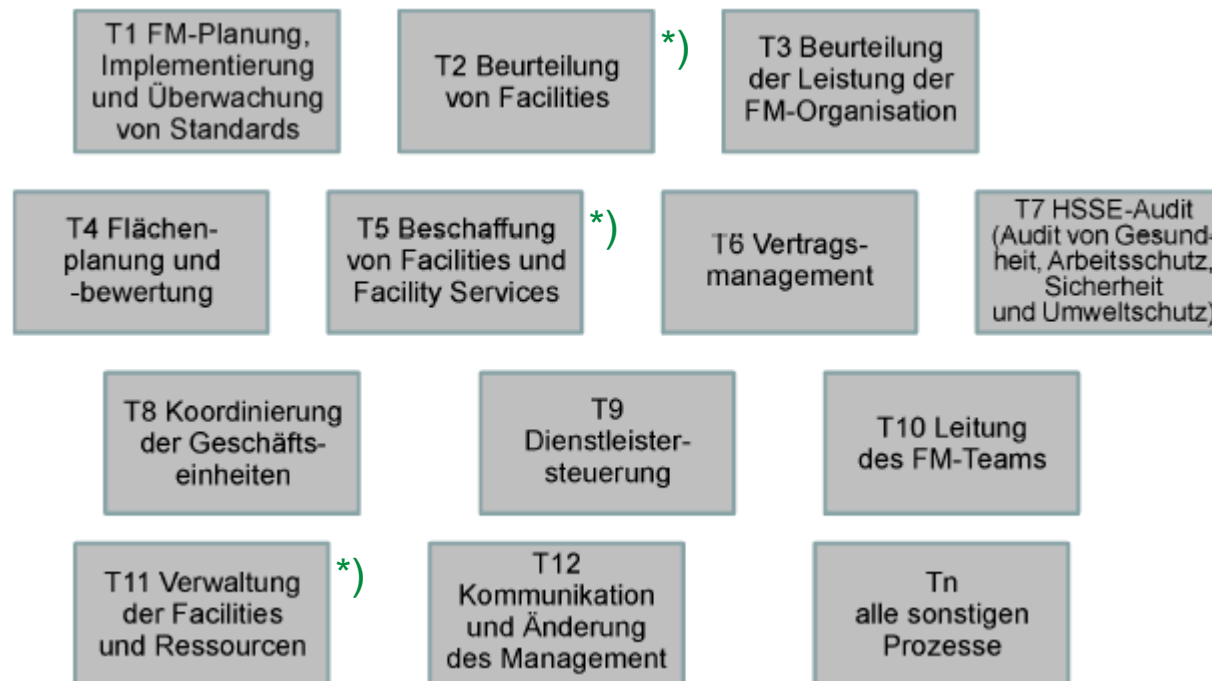 T1 FM-Planung,
Implementierung
und Überwachung
von Standards
T2 Beurteilung
von Facilities
*)
T3 Beurteilung
der Leistung der
FM-Organisation
T4 Flächen-
planung und
-bewertung
T5 Beschaffung
von Facilities und
Facility Services
*)
T6 Vertrags-
management
T7 HSSE-Audit
(Audit von Gesund-
heit, Arbeitsschutz,
Sicherheit
und Umweltschutz)
T8 Koordinierung
der Geschäfts-
einheiten
T9
Dienstleister-
steuerung
T10 Leitung
des FM-Teams
T11 Verwaltung
der Facilities
und Ressourcen
*)
T12
Kommunikation
und Änderung
des Management
Tn
alle sonstigen
Prozesse